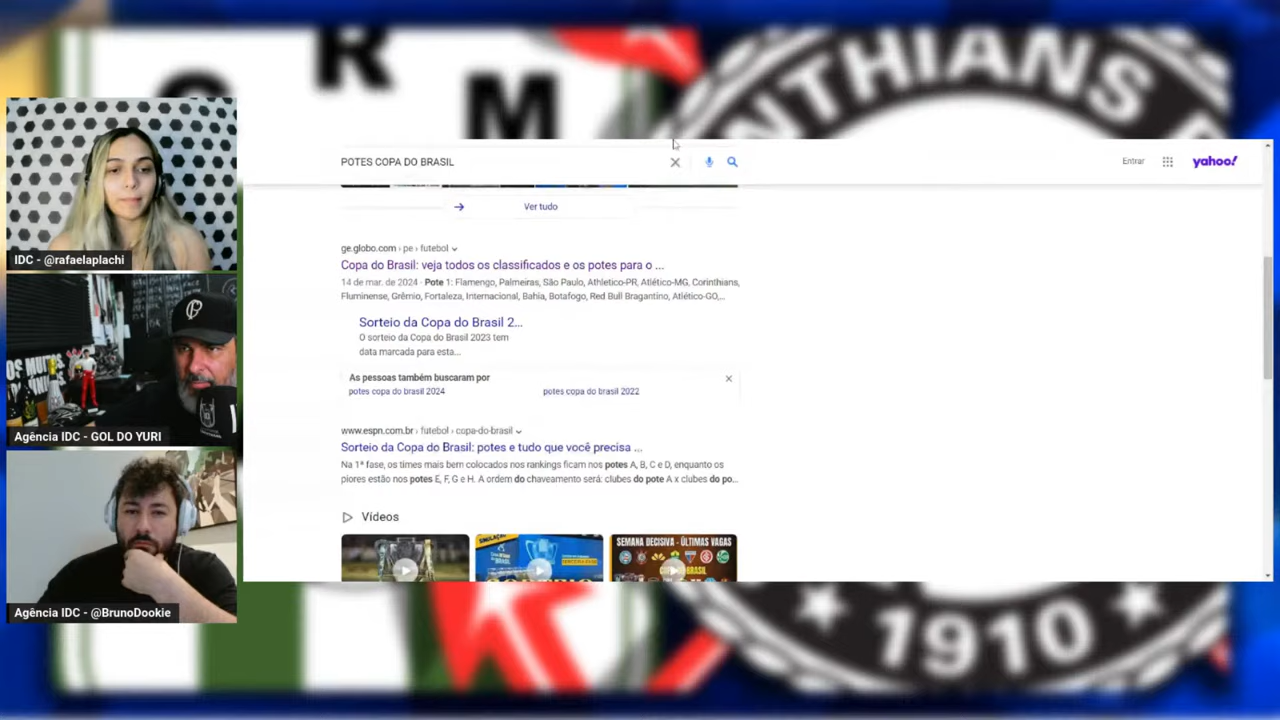 C R M
INTHIANS P
IDC - @rafaelaplachi
Agência IDC - GOL DO YURI
Agência IDC - @BrunoDookie
POTES COPA DO BRASIL
Entrar
yahoo!
Ver tudo
ge.globo.com › pe › futebol
Copa do Brasil: veja todos os classificados e os potes para o ...
14 de mar. de 2024 · Pote 1: Flamengo, Palmeiras, São Paulo, Athletico-PR, Atlético-MG, Corinthians,
Fluminense, Grêmio, Fortaleza, Internacional, Bahia, Botafogo, Red Bull Bragantino, Atlético-GO,...
Sorteio da Copa do Brasil 2...
O sorteio da Copa do Brasil 2023 tem
data marcada para esta...
As pessoas também buscaram por
potes copa do brasil 2024
potes copa do brasil 2022
www.espn.com.br › futebol › copa-do-brasil
Sorteio da Copa do Brasil: potes e tudo que você precisa ...
Na 1ª fase, os times mais bem colocados nos rankings ficam nos potes A, B, C e D, enquanto os
piores estão nos potes E, F, G e H. A ordem do chaveamento será: clubes do pote A x clubes do po...
Vídeos
SEMANA DECISIVA - ÚLTIMAS VAGAS
1910